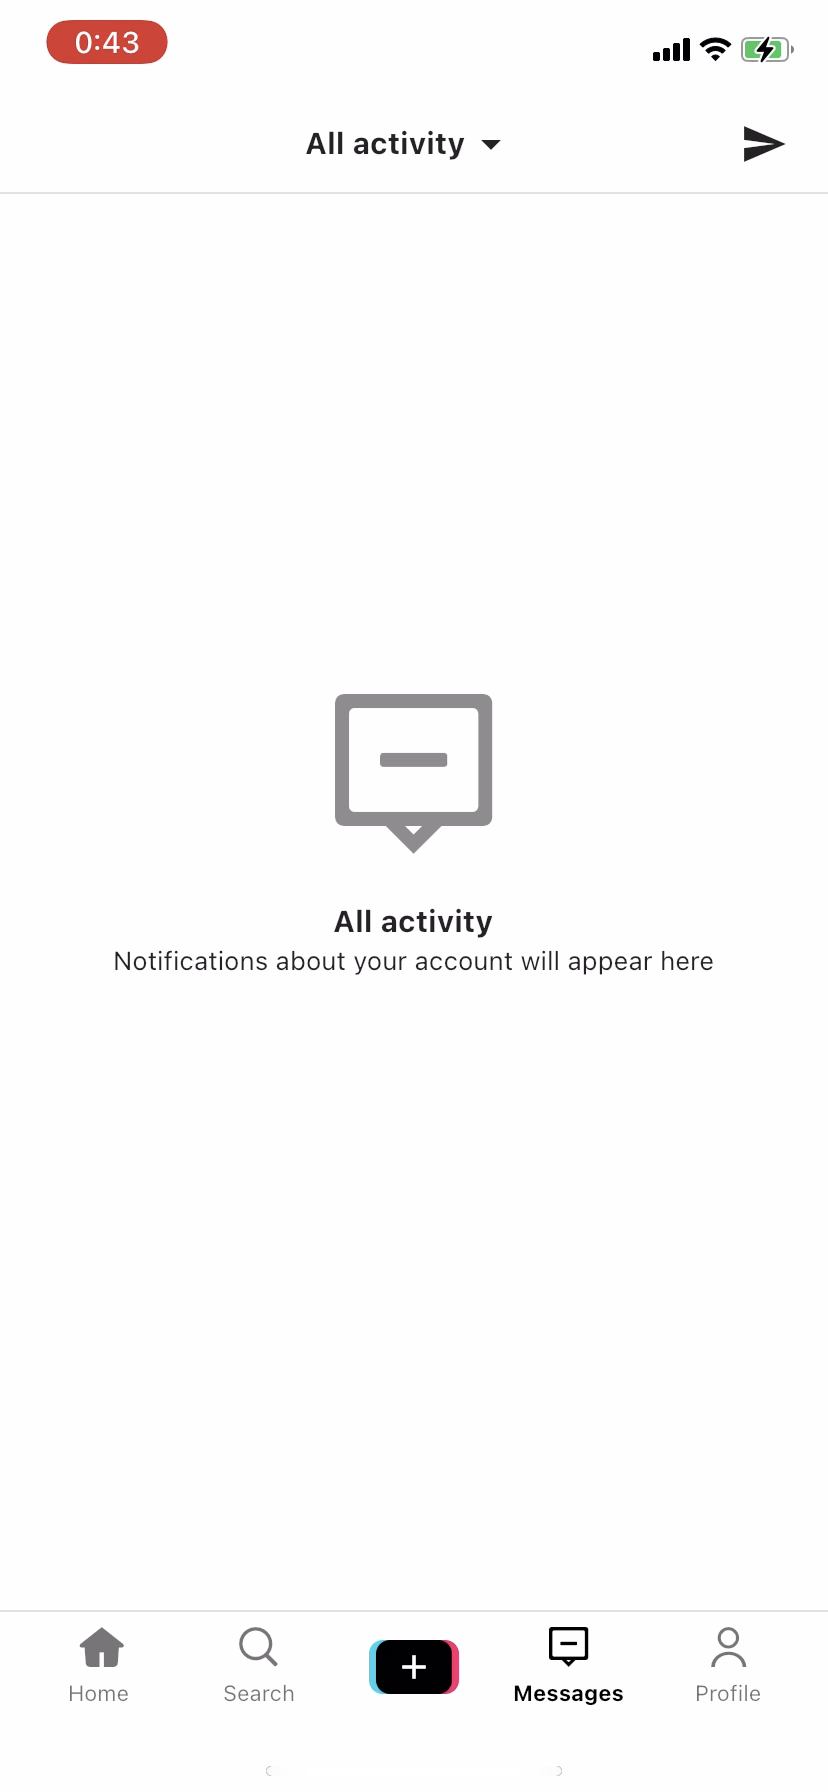 0:43
All activity
All activity
Notifications about your account will appear here
Home
Search
Messages
Profile